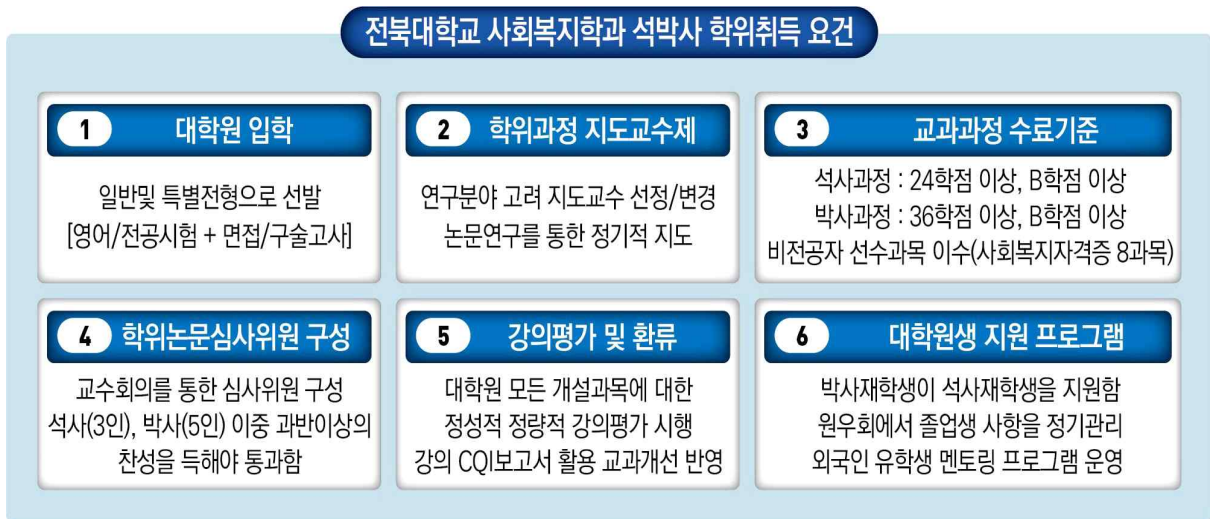 전북대학교 사회복지학과 석박사 학위취득 요건
1 대학원 입학
일반및 특별전형으로 선발
[영어/전공시험 + 면접/구술고사]
2 학위과정 지도교수제
연구분야 고려 지도교수 선정/변경
논문연구를 통한 정기적 지도
3 교과과정 수료기준
석사과정 : 24학점 이상, B학점 이상
박사과정 : 36학점 이상, B학점 이상
비전공자 선수과목 이수(사회복지자격증 8과목)
4 학위논문심사위원 구성
교수회의를 통한 심사위원 구성
석사(3인), 박사(5인) 이중 과반이상의
찬성을 득해야 통과함
5 강의평가 및 환류
대학원 모든 개설과목에 대한
정성적 정량적 강의평가 시행
강의 CQI보고서 활용 교과개선 반영
6 대학원생 지원 프로그램
박사재학생이 석사재학생을 지원함
원우회에서 졸업생 사항을 정기관리
외국인 유학생 멘토링 프로그램 운영